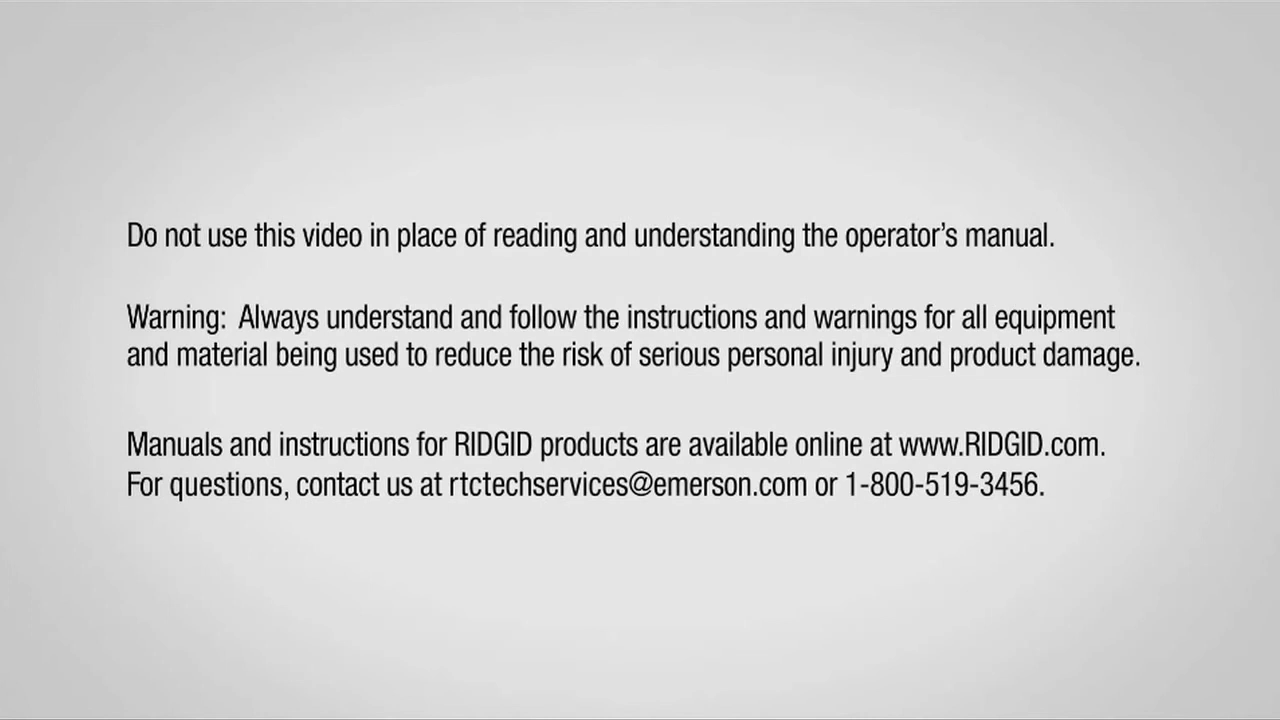 Do not use this video in place of reading and understanding the operator’s manual.
Warning:  Always understand and follow the instructions and warnings for all equipment
and material being used to reduce the risk of serious personal injury and product damage.
Manuals and instructions for RIDGID products are available online at www.RIDGID.com.
For questions, contact us at rtctechservices@emerson.com or 1-800-519-3456.